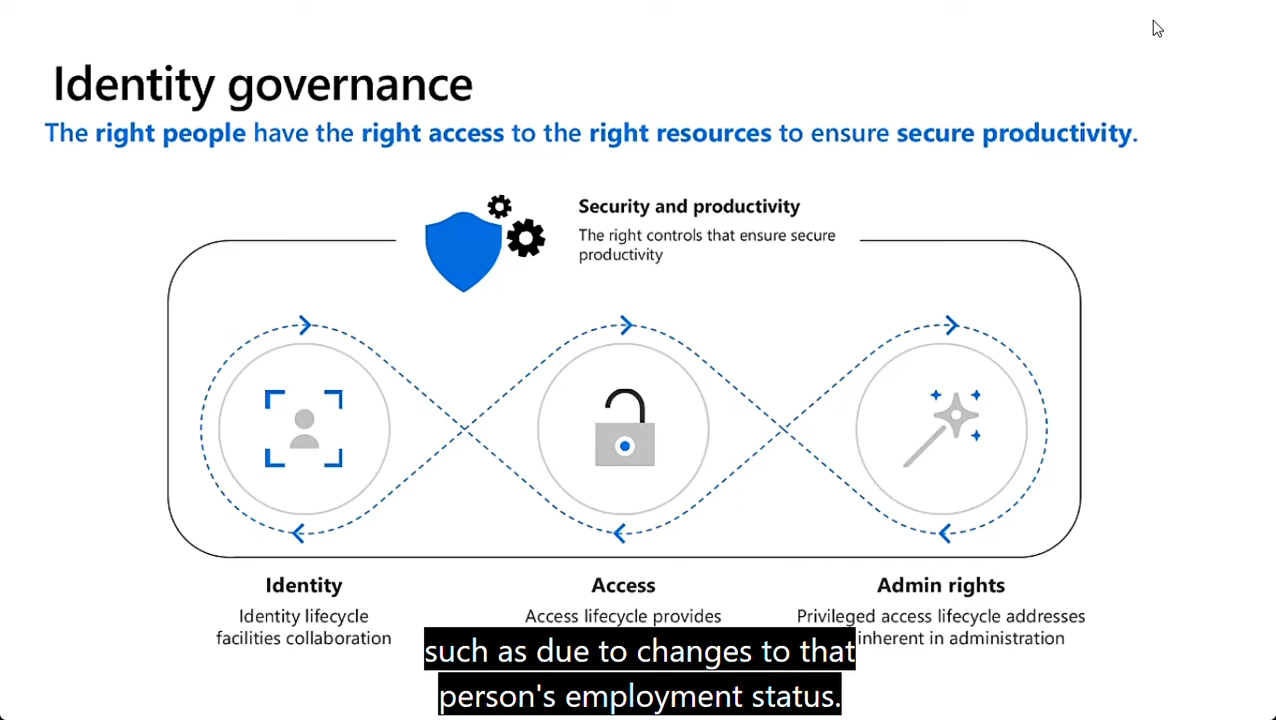 Identity governance
The right people have the right access to the right resources to ensure secure productivity.
Security and productivity
The right controls that ensure secure
productivity
Identity
Identity lifecycle
facilities collaboration
Access
Access lifecycle provides
Admin rights
Privileged access lifecycle addresses
inherent in administration
such as due to changes to that
person's employment status.